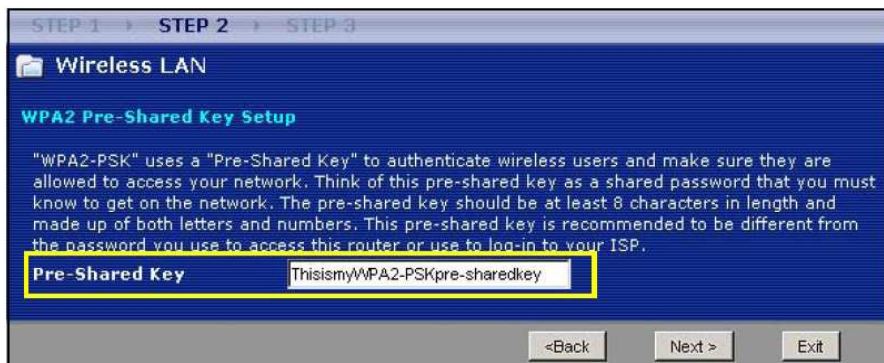 STEP 1 STEP 2 STEP 3
Wireless LAN
WPA2 Pre-Shared Key Setup
"WPA2-PSK" uses a "Pre-Shared Key" to authenticate wireless users and make sure they are
allowed to access your network. Think of this pre-shared key as a shared password that you must
know to get on the network. The pre-shared key should be at least 8 characters in length and
made up of both letters and numbers. This pre-shared key is recommended to be different from
the password you use to access this router or use to log-in to your ISP.
Pre-Shared Key ThisismyWPA2-PSKpre-sharedkey
<Back Next > Exit